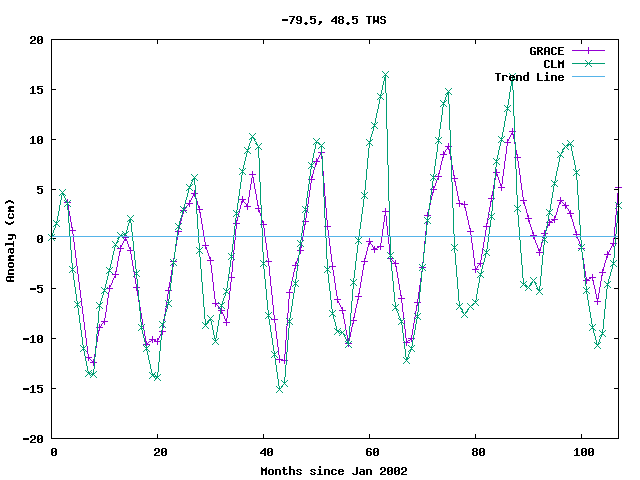 -79.5, 48.5 TWS
GRACE
CLM
Trend Line
20
15
10
5
0
-5
-10
-15
-20
Anomaly (cm)
0 20 40 60 80 100
Months since Jan 2002